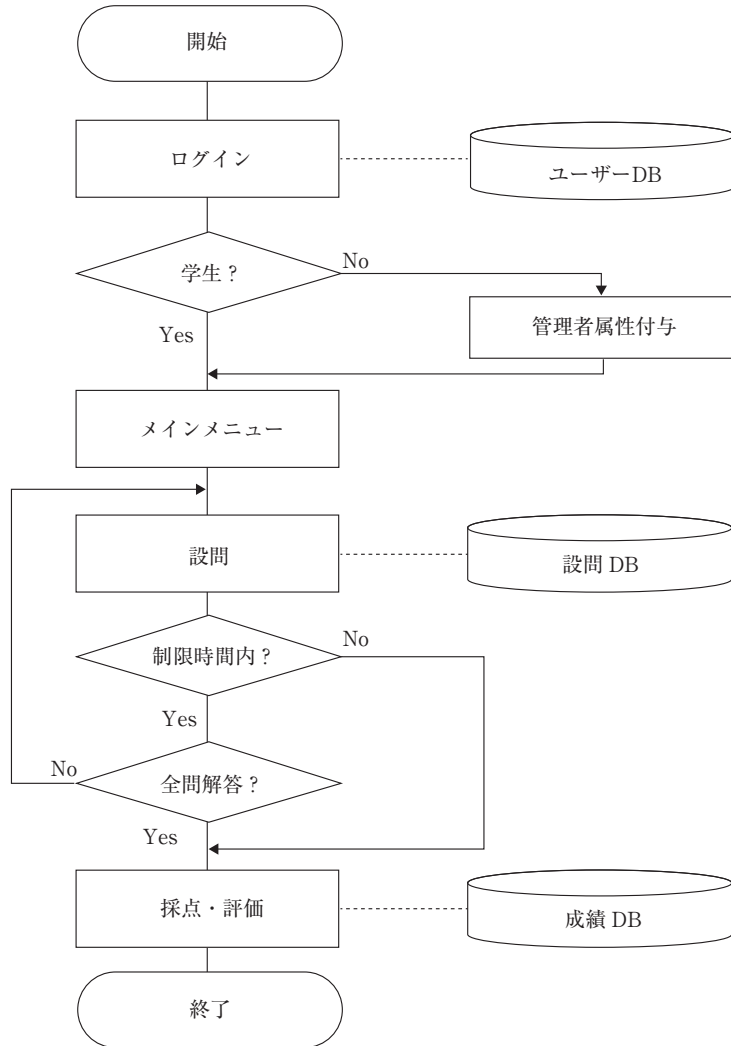 開始
ログイン
ユーザーDB
学生？
No
管理者属性付与
Yes
メインメニュー
設問
設問 DB
制限時間内？
No
Yes
全問解答？
No
Yes
採点・評価
成績 DB
終了